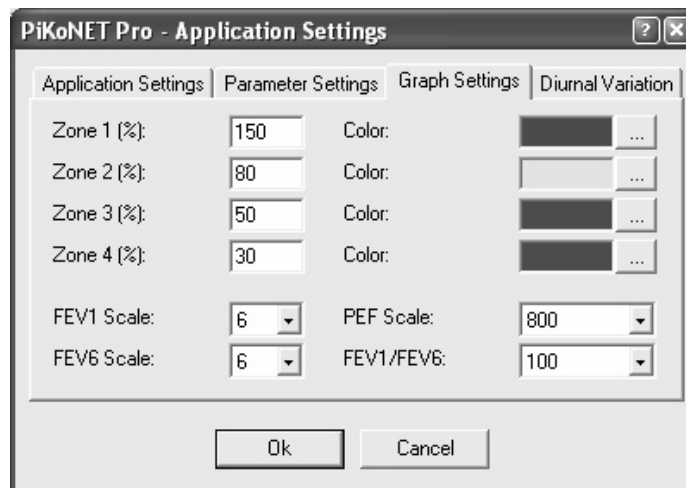 PiKoNET Pro - Application Settings
Application Settings Parameter Settings Graph Settings Diurnal Variation
Zone 1 (%): 150 Color: ...
Zone 2 (%): 80 Color: ...
Zone 3 (%): 50 Color: ...
Zone 4 (%): 30 Color: ...
FEV1 Scale: 6 PEF Scale: 800
FEV6 Scale: 6 FEV1/FEV6: 100
Ok Cancel